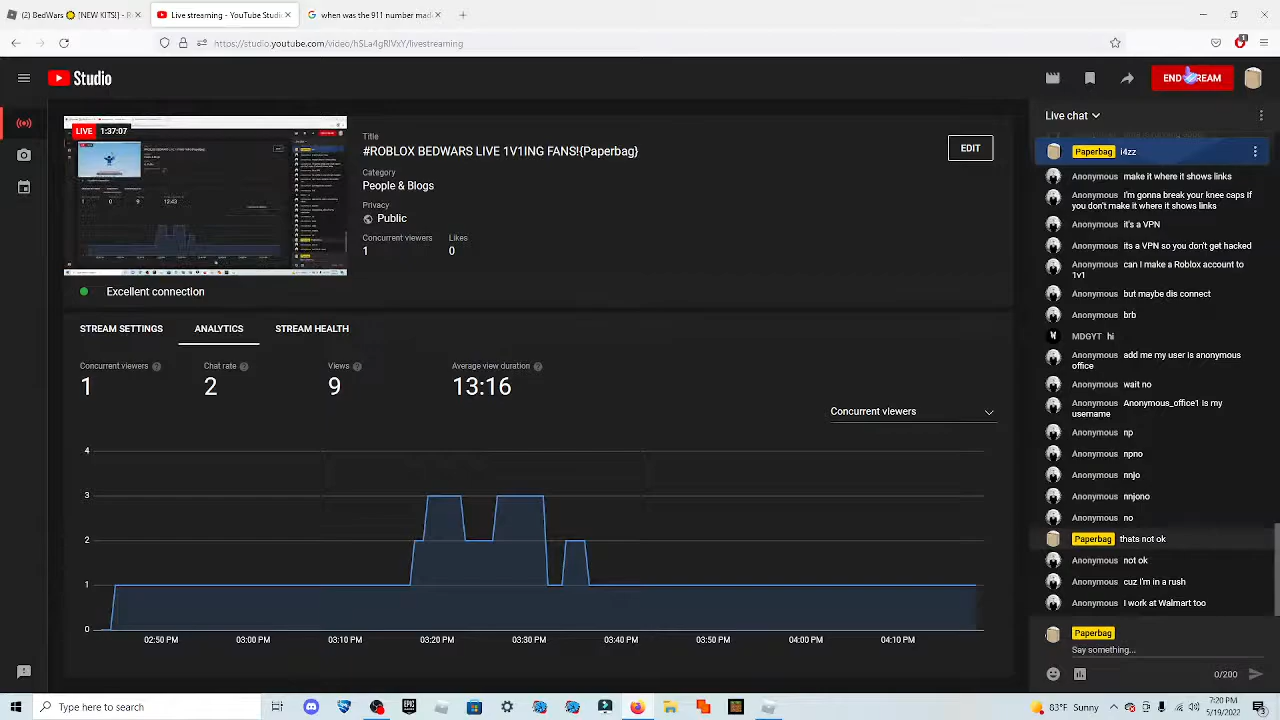 BedWars [NEW KITS!] - R
Live streaming - YouTube Studio
when was the 911 number ma
https://studio.youtube.com/video/
/livestreaming
Studio
END STREAM
LIVE 1:37:07
Title
#ROBLOX BEDWARS LIVE 1V1ING FANS(Paperbag)
EDIT
Category
People & Blogs
Privacy
Public
Concurrent viewers Likes
1 0
Excellent connection
STREAM SETTINGS ANALYTICS STREAM HEALTH
Concurrent viewers Chat rate Views Average view duration
1 2 9 13:16
Concurrent viewers
4
3
2
1
0
02:50 PM 03:00 PM 03:10 PM 03:20 PM 03:30 PM 03:40 PM 03:50 PM 04:00 PM 04:10 PM
Live chat
Paperbag i4zz
Anonymous make it where it shows links
Anonymous I'm gonna break your knee caps if
you don't make it where it shows links
Anonymous it's a VPN
Anonymous its a VPN so you don't get hacked
Anonymous can I make a Roblox account to
1v1
Anonymous but maybe dis connect
Anonymous brb
MDGYT hi
Anonymous add me my user is anonymous
office
Anonymous wait no
Anonymous Anonymous_office1 Is my
username
Anonymous np
Anonymous npno
Anonymous nnjo
Anonymous nnjono
Anonymous no
Paperbag thats not ok
Anonymous not ok
Anonymous cuz I'm in a rush
Anonymous I work at Walmart too
Paperbag
Say something...
0/200
Type here to search
83°F Sunny
7:20 PM